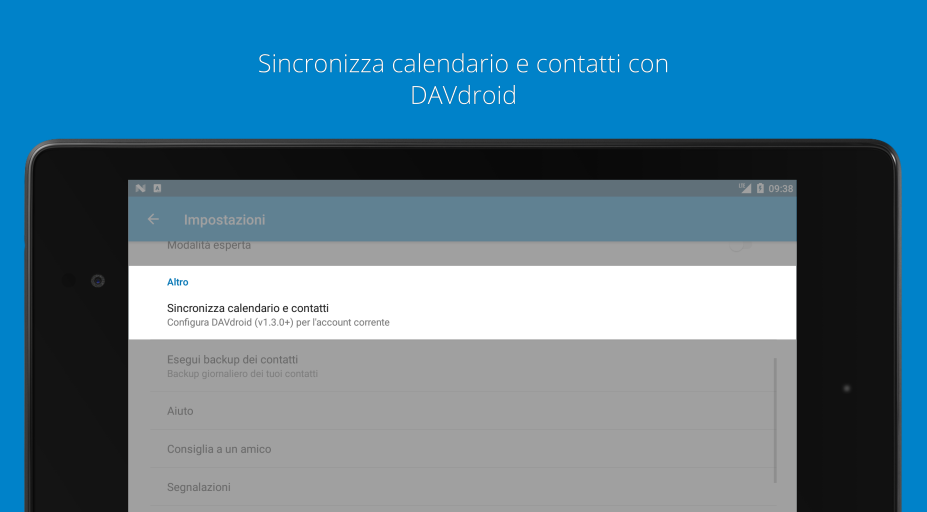 Sincronizza calendario e contatti con
DAVdroid
09:38
Impostazioni
Modalità esperta
Altro
Sincronizza calendario e contatti
Configura DAVdroid (v1.3.0+) per l'account corrente
Esegui backup dei contatti
Backup giornaliero dei tuoi contatti
Aiuto
Consiglia a un amico
Segnalazioni